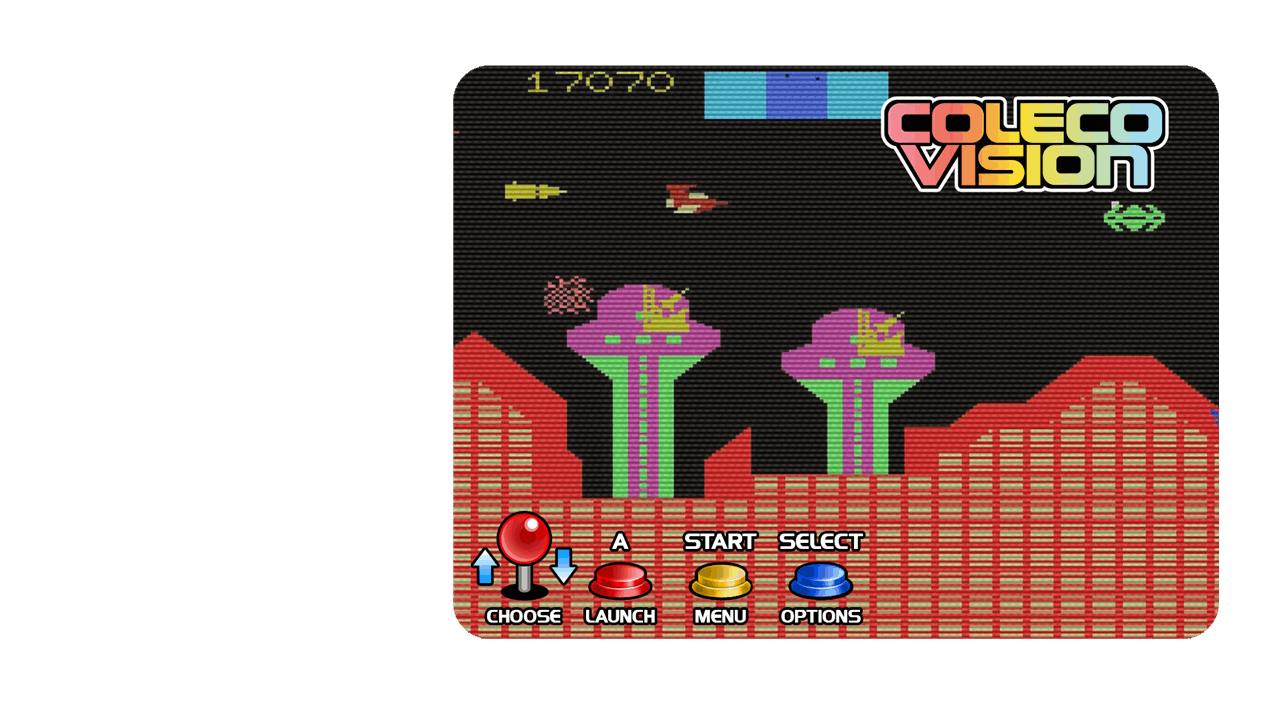 17070
COLECO
VISION
A START SELECT
CHOOSE LAUNCH MENU OPTIONS